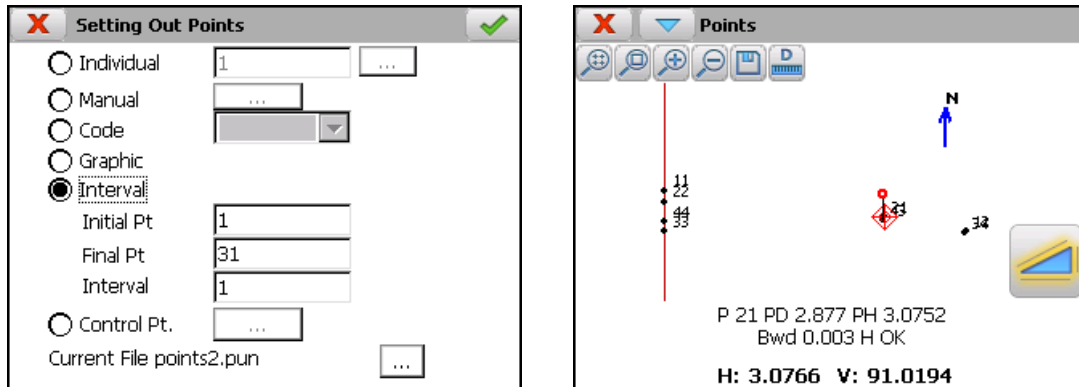 X Setting Out Points
Individual 1 ...
Manual ...
Code
Graphic
Interval
Initial Pt 1
Final Pt 31
Interval 1
Control Pt. ...
Current File points2.pun ...
X Points
D
N
11
22
44
33
21
34
P 21 PD 2.877 PH 3.0752
Bwd 0.003 H OK
H: 3.0766 V: 91.0194